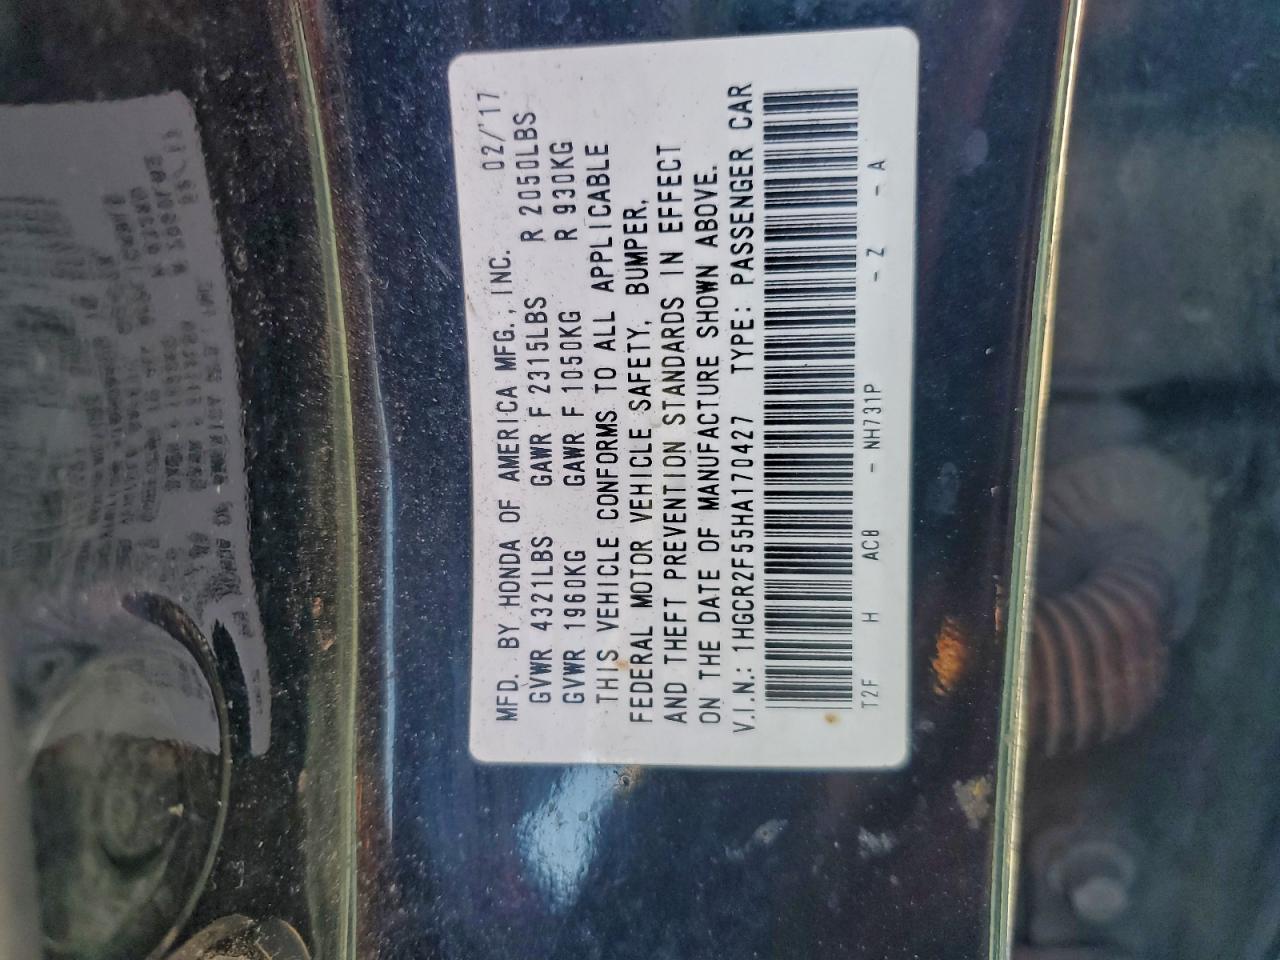 MFD. BY HONDA OF AMERICA MFG., INC. 02/'17
GVWR 4321LBS GAWR F 2315LBS R 2050LBS
GVWR 1960KG GAWR F 1050KG R 930KG
THIS VEHICLE CONFORMS TO ALL APPLICABLE
FEDERAL MOTOR VEHICLE SAFETY, BUMPER,
AND THEFT PREVENTION STANDARDS IN EFFECT
ON THE DATE OF MANUFACTURE SHOWN ABOVE.
V.I.N.: 1HGCR2F55HA170427 TYPE: PASSENGER CAR
T2F H AC8 - NH731P - Z - A